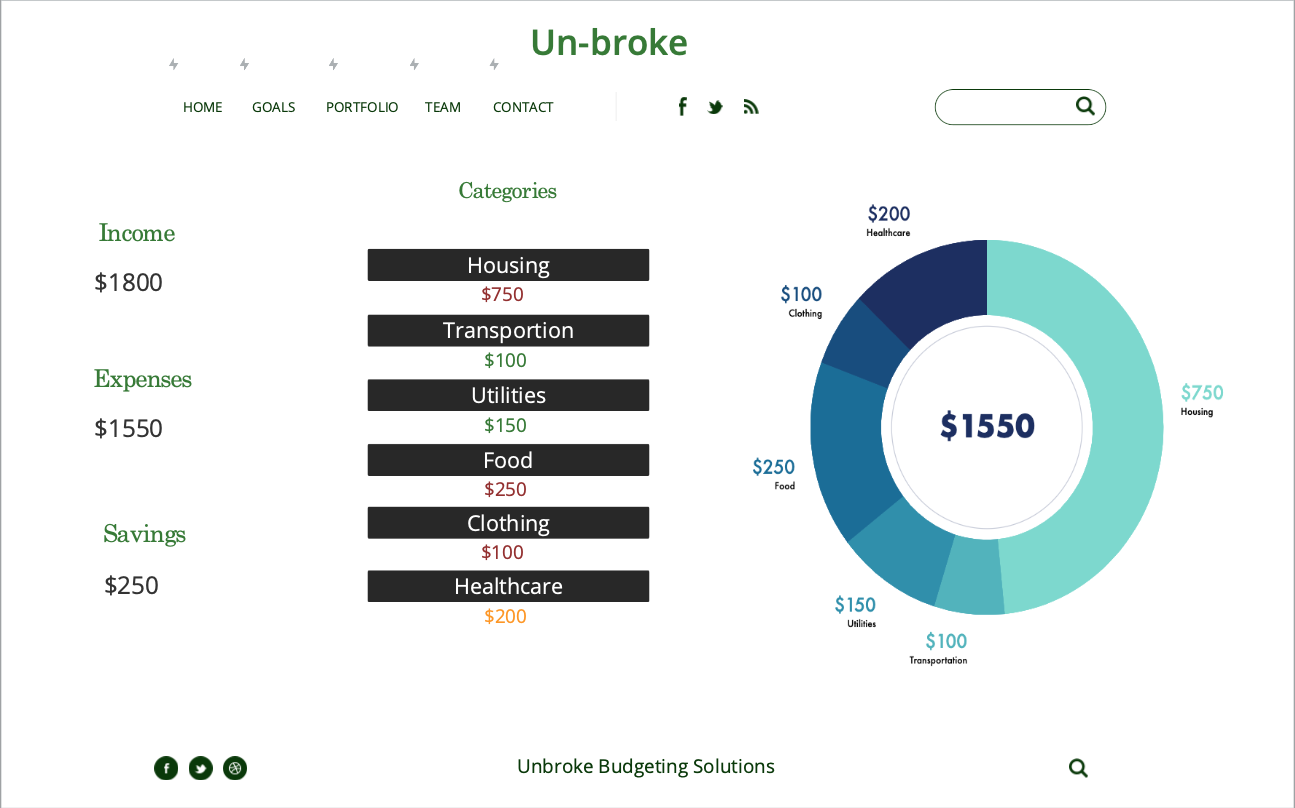 Un-broke
HOME GOALS PORTFOLIO TEAM CONTACT
Categories
Income
$1800
Expenses
$1550
Savings
$250
Housing
$750
Transportion
$100
Utilities
$150
Food
$250
Clothing
$100
Healthcare
$200
$200
Healthcare
$100
Clothing
$750
Housing
$1550
$250
Food
$150
Utilities
$100
Transportation
Unbroke Budgeting Solutions